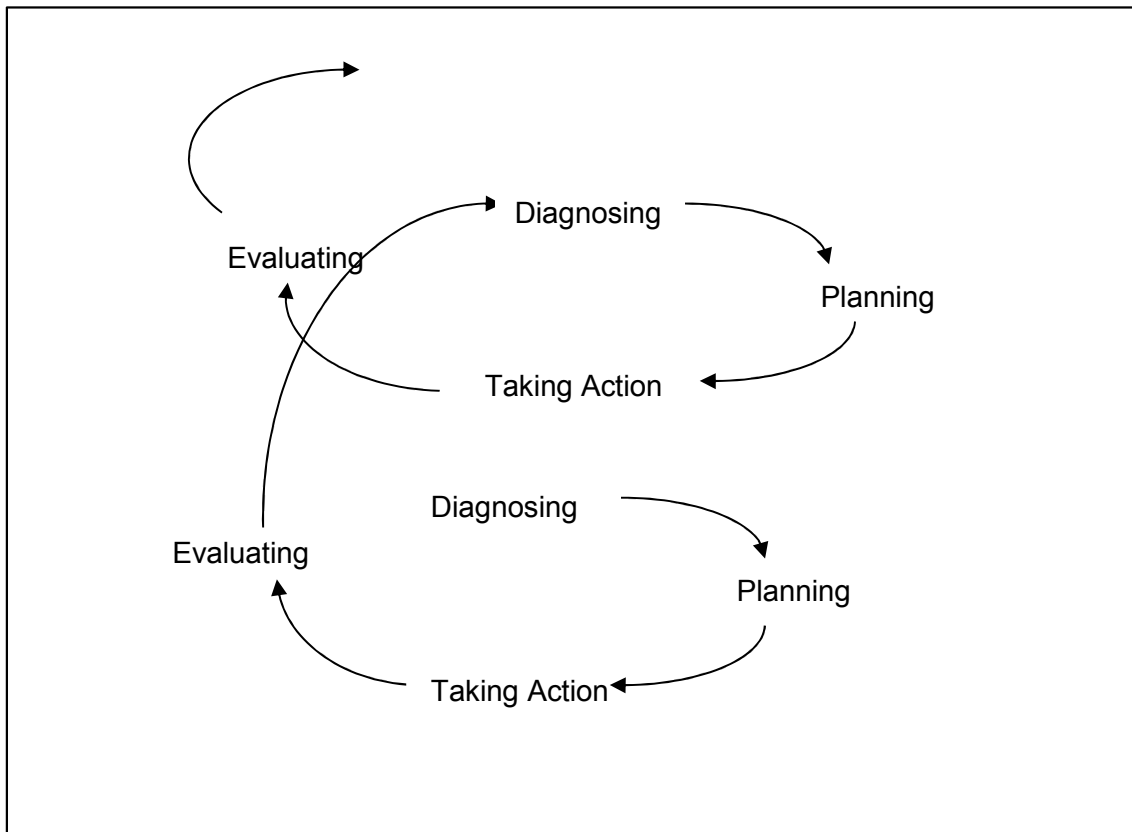 Diagnosing
Evaluating
Planning
Taking Action
Diagnosing
Evaluating
Planning
Taking Action